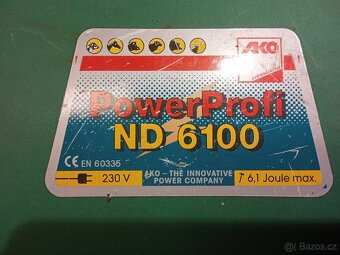 AKO
PowerProfi
ND 6100
CE EN 60335
230 V
AKO - THE INNOVATIVE
POWER COMPANY
6,1 Joule max.
© Bazos.cz